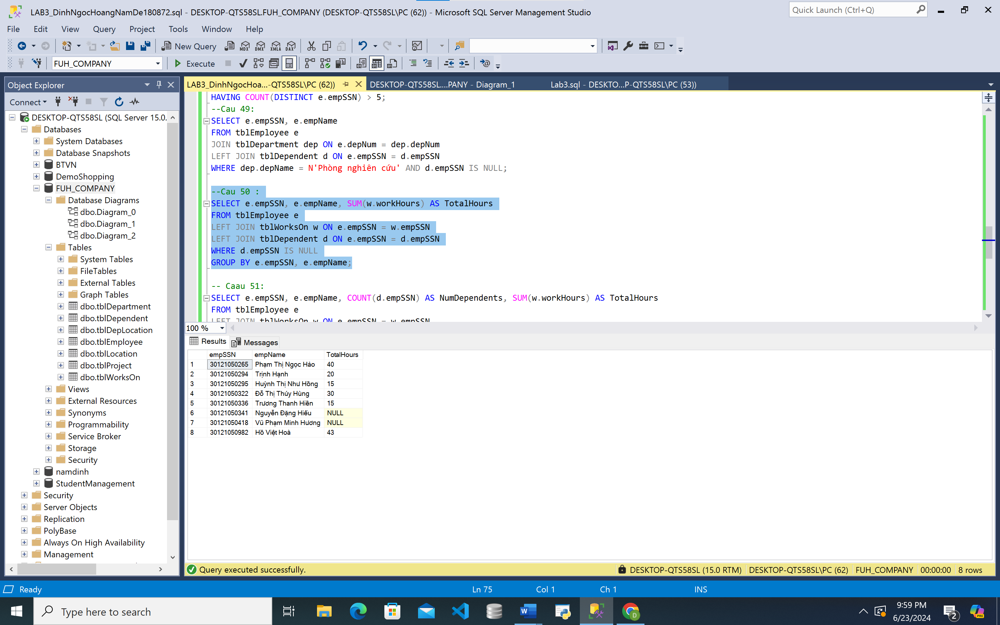 LAB3_DinhNgocHoangNamDe180872.sql - DESKTOP-QTS58SL.FUH_COMPANY (DESKTOP-QTS58SL\PC (62)) - Microsoft SQL Server Management Studio
Quick Launch (Ctrl+Q)
File Edit View Query Project Tools Window Help
New Query MDX DMX XMLA DAX
FUH_COMPANY Execute
Object Explorer
Connect
DESKTOP-QTS58SL (SQL Server 15.0.
Databases
System Databases
Database Snapshots
BTVN
DemoShopping
FUH_COMPANY
Database Diagrams
dbo.Diagram_0
dbo.Diagram_1
dbo.Diagram_2
Tables
System Tables
FileTables
External Tables
Graph Tables
dbo.tblDepartment
dbo.tblDependent
dbo.tblDepLocation
dbo.tblEmployee
dbo.tblLocation
dbo.tblProject
dbo.tblWorksOn
Views
External Resources
Synonyms
Programmability
Service Broker
Storage
Security
namdinh
StudentManagement
Security
Server Objects
Replication
PolyBase
Always On High Availability
Management
LAB3_DinhNgocHoa...-QTS58SL\PC (62)) DESKTOP-QTS58SL....PANY - Diagram_1 Lab3.sql - DESKTO...P-QTS58SL\PC (53))
HAVING COUNT(DISTINCT e.empSSN) > 5;
--Cau 49:
SELECT e.empSSN, e.empName
FROM tblEmployee e
JOIN tblDepartment dep ON e.depNum = dep.depNum
LEFT JOIN tblDependent d ON e.empSSN = d.empSSN
WHERE dep.depName = N'Phòng nghiên cứu' AND d.empSSN IS NULL;
--Cau 50 :
SELECT e.empSSN, e.empName, SUM(w.workHours) AS TotalHours
FROM tblEmployee e
LEFT JOIN tblWorksOn w ON e.empSSN = w.empSSN
LEFT JOIN tblDependent d ON e.empSSN = d.empSSN
WHERE d.empSSN IS NULL
GROUP BY e.empSSN, e.empName;
-- Caau 51:
SELECT e.empSSN, e.empName, COUNT(d.empSSN) AS NumDependents, SUM(w.workHours) AS TotalHours
FROM tblEmployee e
LEFT JOIN tblWorksOn w ON e.empSSN = w.empSSN
100 %
Results Messages
empSSN empName TotalHours
1 30121050265 Phạm Thị Ngọc Hảo 40
2 30121050294 Trịnh Hạnh 20
3 30121050295 Huỳnh Thị Như Hồng 15
4 30121050322 Đỗ Thị Thúy Hùng 30
5 30121050336 Trương Thanh Hiền 15
6 30121050341 Nguyễn Đặng Hiếu NULL
7 30121050418 Vũ Phạm Minh Hương NULL
8 30121050982 Hồ Việt Hoà 43
Query executed successfully. DESKTOP-QTS58SL (15.0 RTM) DESKTOP-QTS58SL\PC (62) FUH_COMPANY 00:00:00 8 rows
Ready Ln 75 Col 1 Ch 1 INS
Type here to search
9:59 PM
6/23/2024
2
PRE